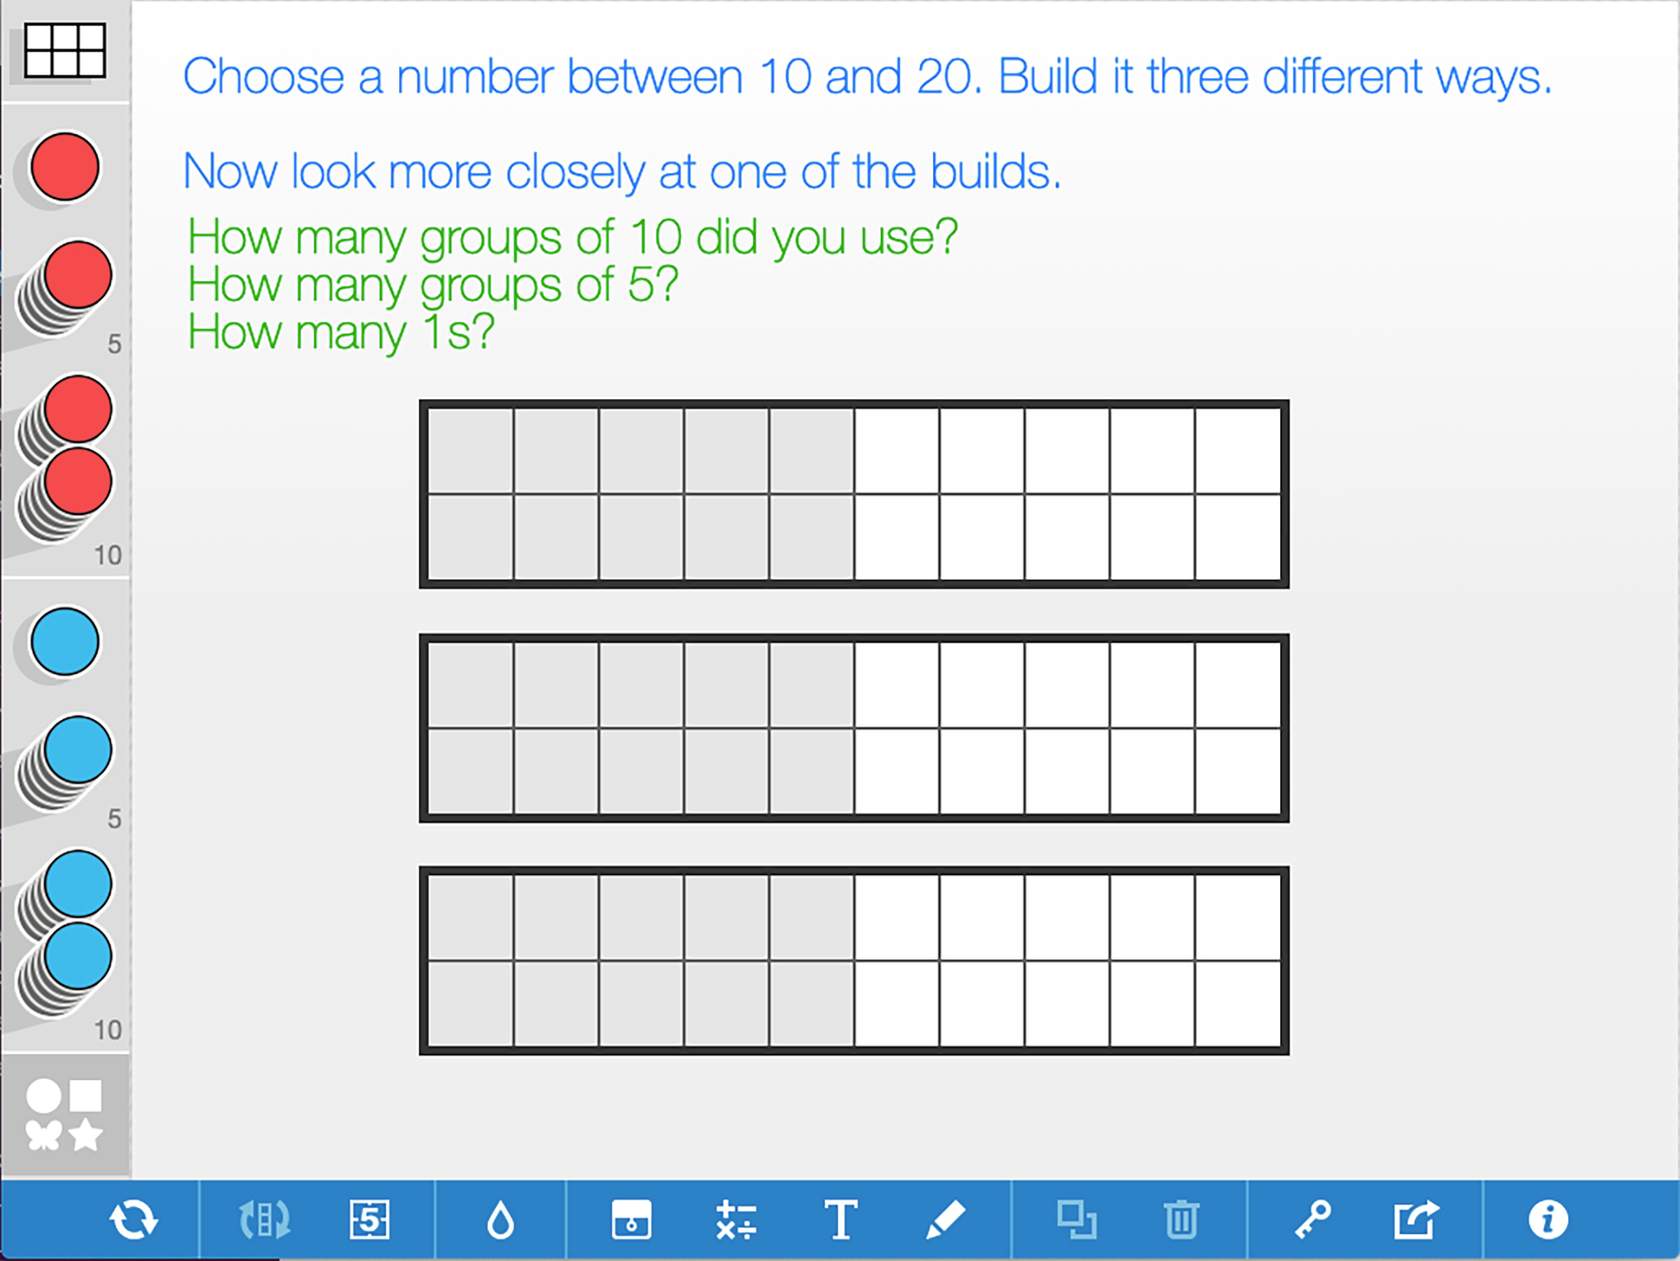 Choose a number between 10 and 20. Build it three different ways.
Now look more closely at one of the builds.
How many groups of 10 did you use?
How many groups of 5?
How many 1s?
5
10
5
10
5
T
i